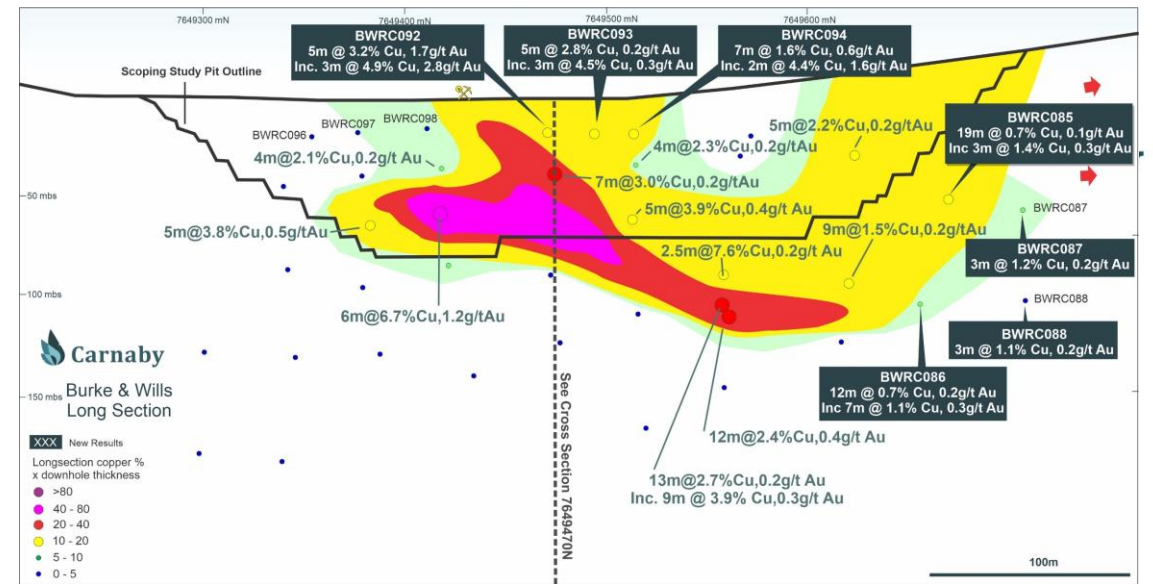 7649300 mN
7649400 mN
7649500 mN
7649600 mN
BWRC092
5m @ 3.2% Cu, 1.7g/t Au
Inc. 3m @ 4.9% Cu, 2.8g/t Au
BWRC093
5m @ 2.8% Cu, 0.2g/t Au
Inc. 3m @ 4.5% Cu, 0.3g/t Au
BWRC094
7m @ 1.6% Cu, 0.6g/t Au
Inc. 2m @ 4.4% Cu, 1.6g/t Au
Scoping Study Pit Outline
BWRC096
BWRC097
BWRC098
4m@2.1%Cu,0.2g/t Au
4m@2.3%Cu,0.2g/t Au
5m@2.2%Cu,0.2g/tAu
BWRC085
19m @ 0.7% Cu, 0.1g/t Au
Inc 3m @ 1.4% Cu, 0.3g/t Au
7m@3.0%Cu,0.2g/tAu
50 mbs
5m@3.9%Cu,0.4g/t Au
BWRC087
5m@3.8%Cu,0.5g/tAu
9m@1.5%Cu,0.2g/tAu
2.5m@7.6%Cu,0.2g/t Au
BWRC087
3m @ 1.2% Cu, 0.2g/t Au
100 mbs
BWRC088
6m@6.7%Cu,1.2g/tAu
BWRC088
3m @ 1.1% Cu, 0.2g/t Au
Carnaby
Burke & Wills
Long Section
BWRC086
12m @ 0.7% Cu, 0.2g/t Au
Inc 7m @ 1.1% Cu, 0.3g/t Au
150 mbs
See Cross Section 7649470N
12m@2.4%Cu,0.4g/t Au
13m@2.7%Cu,0.2g/t Au
Inc. 9m @ 3.9% Cu,0.3g/t Au
XXX New Results
Longsection copper %
x downhole thickness
>80
40 - 80
20 - 40
10 - 20
5 - 10
0 - 5
100m